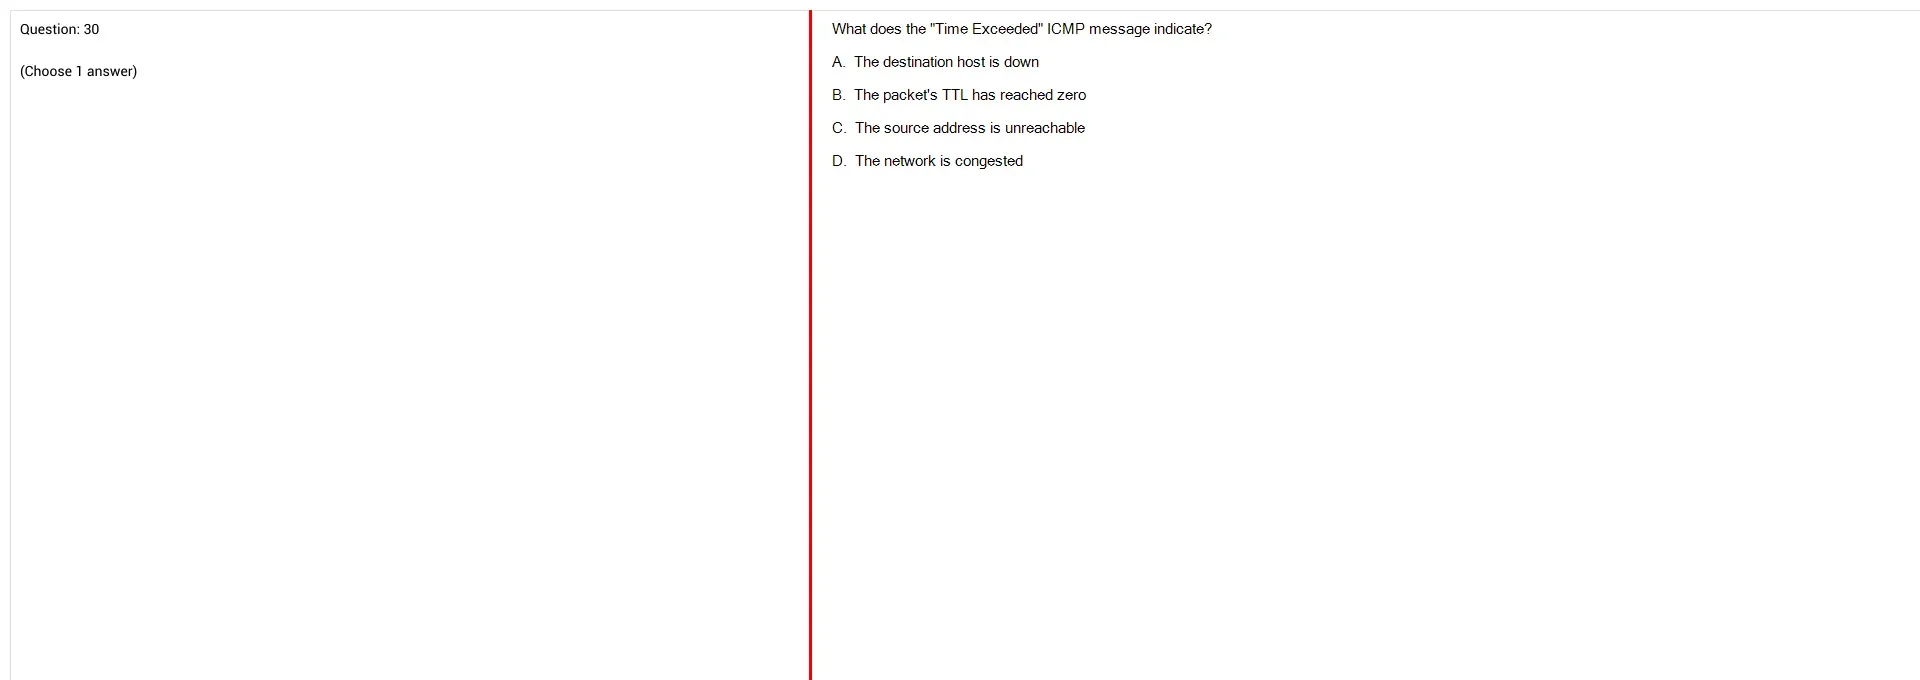 Question: 30
(Choose 1 answer)
What does the "Time Exceeded" ICMP message indicate?
A. The destination host is down
B. The packet's TTL has reached zero
C. The source address is unreachable
D. The network is congested